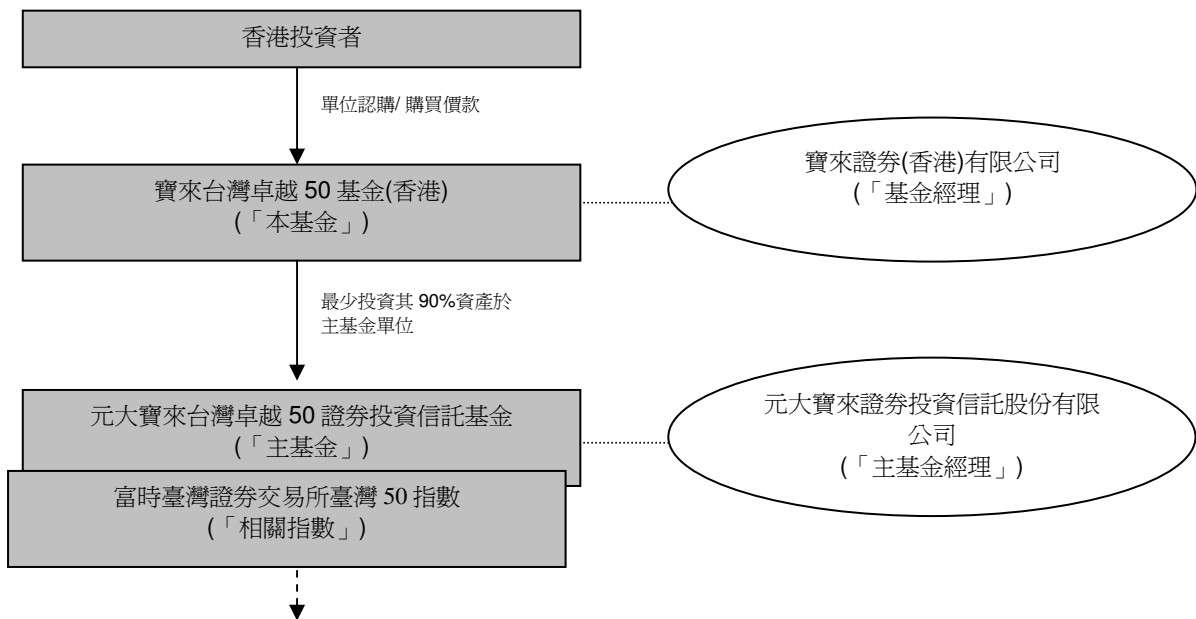 香港投資者
單位認購/ 購買價款
寶來台灣卓越 50 基金(香港)
(「本基金」)
寶來證券(香港)有限公司
(「基金經理」)
最少投資其 90%資產於
主基金單位
元大寶來台灣卓越 50 證券投資信託基金
(「主基金」)
元大寶來證券投資信託股份有限
公司
(「主基金經理」)
富時臺灣證券交易所臺灣 50 指數
(「相關指數」)